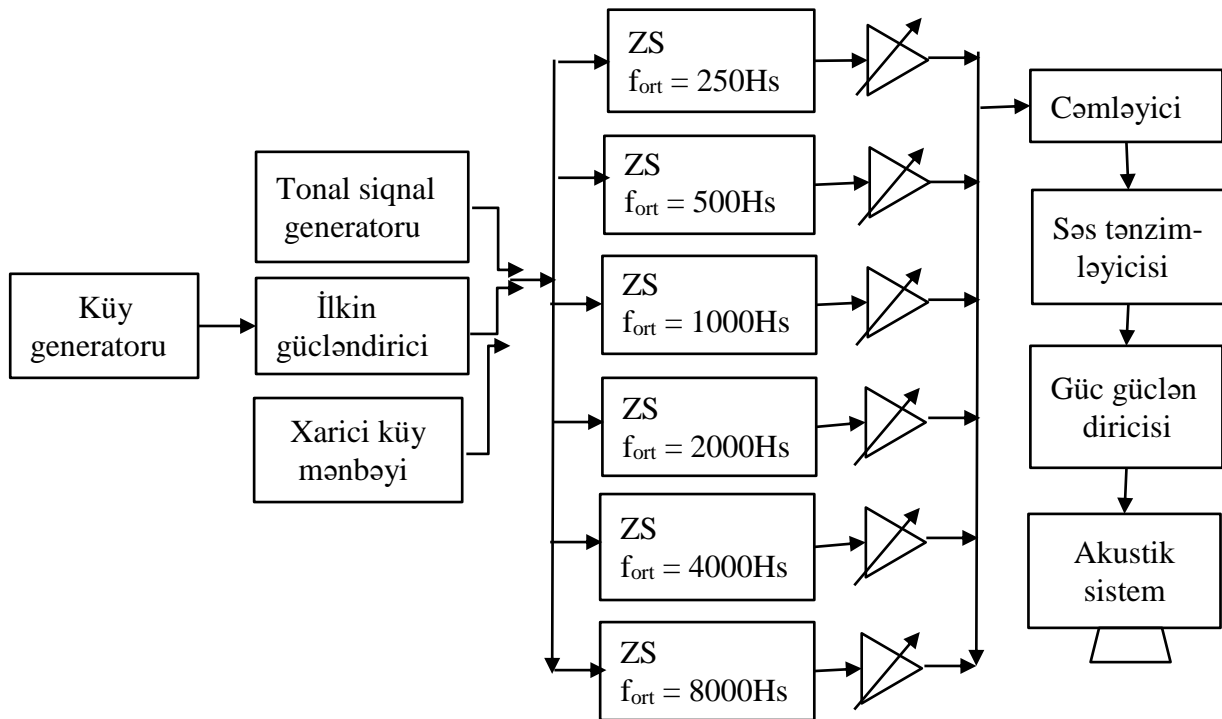 Küy
generatoru
Tonal siqnal
generatoru
İlkin
gücləndirici
Xarici küy
mənbəyi
ZS
fort = 250Hs
ZS
fort = 500Hs
ZS
fort = 1000Hs
ZS
fort = 2000Hs
ZS
fort = 4000Hs
ZS
fort = 8000Hs
Cəmləyici
Səs tənzim-
ləyicisi
Güc güclən
diricisi
Akustik
sistem